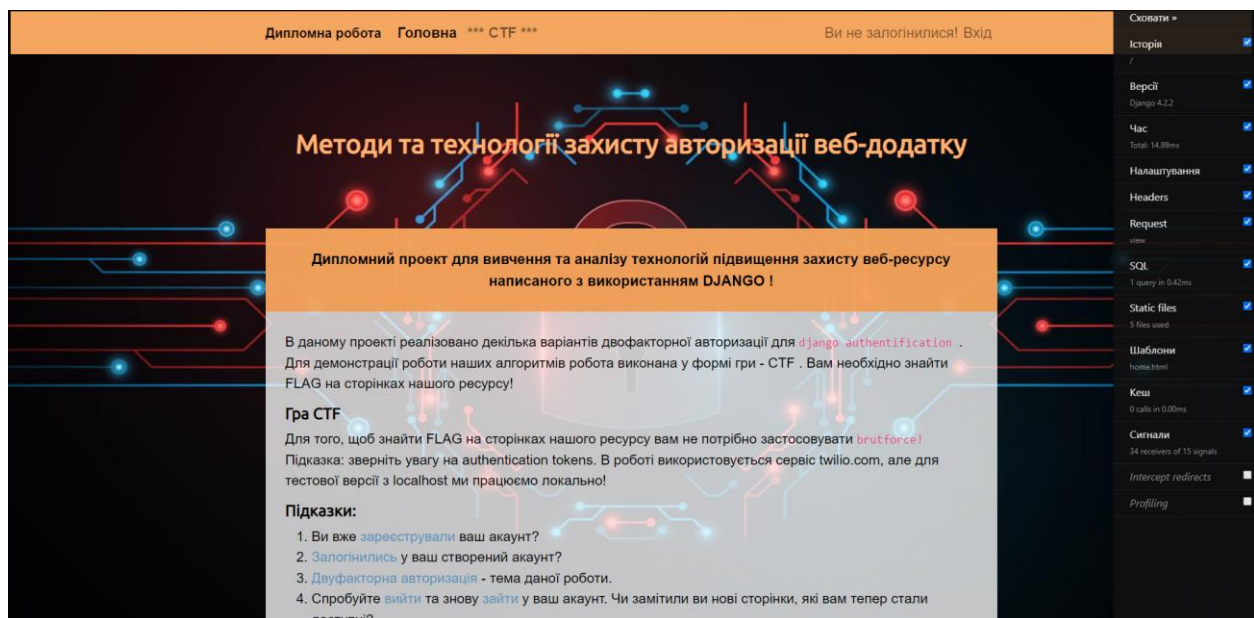 Дипломна робота Головна *** CTF *** Ви не залогінилися! Вхід
Методи та технології захисту авторизації веб-додатку
Дипломний проект для вивчення та аналізу технологій підвищення захисту веб-ресурсу
написаного з використанням DJANGO !
В даному проекті реалізовано декілька варіантів двофакторної авторизації для django authentification .
Для демонстрації роботи наших алгоритмів робота виконана у формі гри - CTF . Вам необхідно знайти
FLAG на сторінках нашого ресурсу!
Гра CTF
Для того, щоб знайти FLAG на сторінках нашого ресурсу вам не потрібно застосовувати brutforce!
Підказка: зверніть увагу на authentication tokens. В роботі використовується сервіс twilio.com, але для
тестової версії з localhost ми працюємо локально!
Підказки:
1. Ви вже зареєстрували ваш акаунт?
2. Залогінились у ваш створений акаунт?
3. Двуфакторна авторизація - тема даної роботи.
4. Спробуйте вийти та знову зайти у ваш акаунт. Чи замітили ви нові сторінки, які вам тепер стали
Сховати »
Історія
/
Версії
Django 4.2.2
Час
Total: 14.89ms
Налаштування
Headers
Request
view
SQL
1 query in 0.42ms
Static files
5 files used
Шаблони
home.html
Кеш
0 calls in 0.00ms
Сигнали
34 receivers of 15 signals
Intercept redirects
Profiling